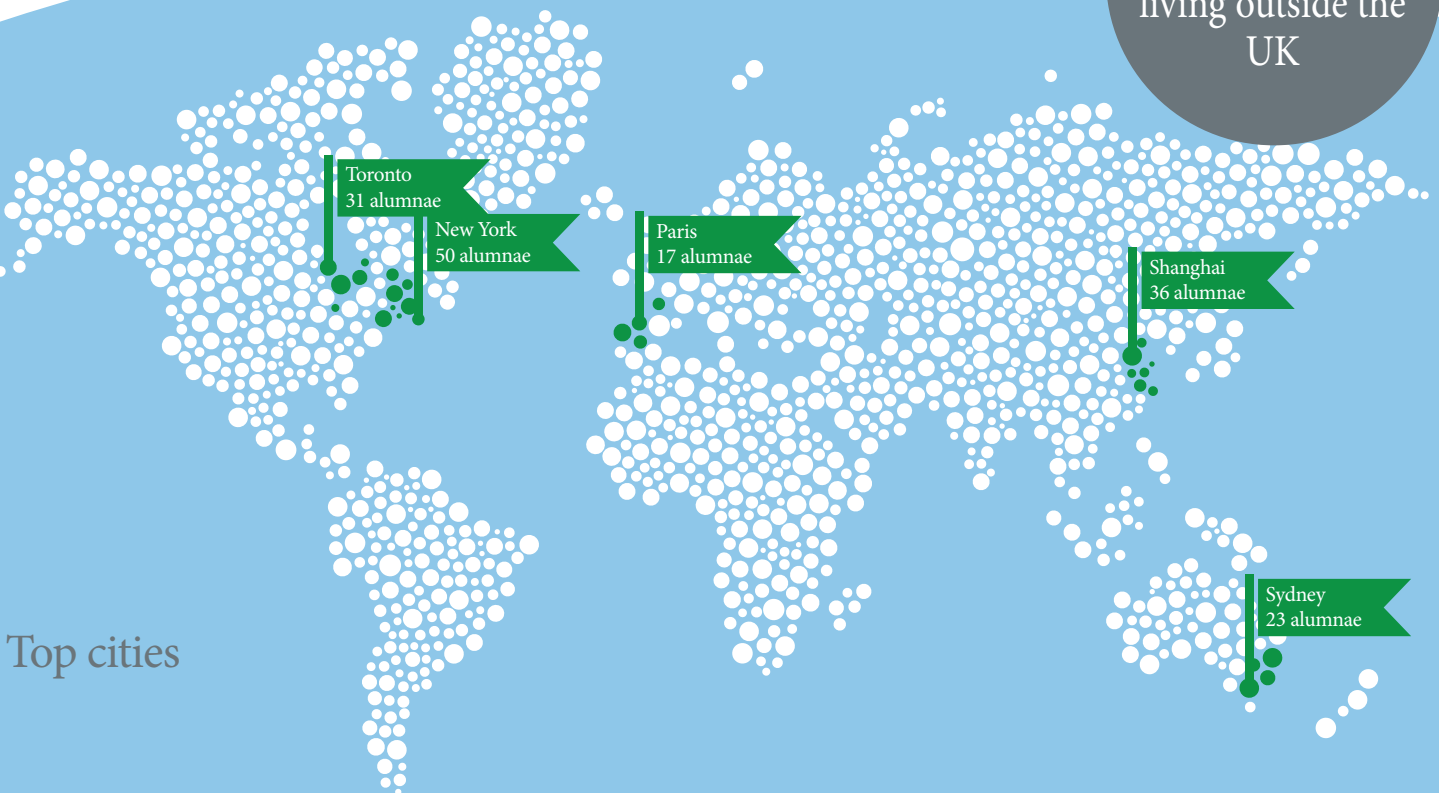 living outside the
UK
Toronto
31 alumnae
New York
50 alumnae
Paris
17 alumnae
Shanghai
36 alumnae
Sydney
23 alumnae
Top cities